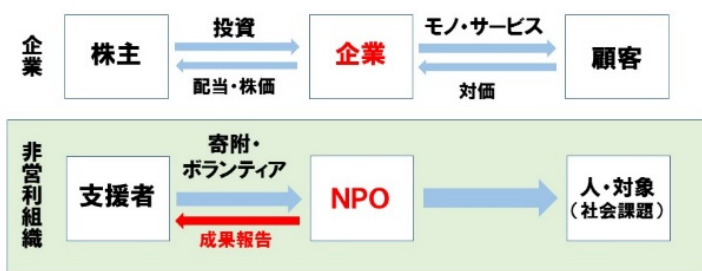 企業
株主
投資
配当・株価
企業
モノ・サービス
対価
顧客
非営利組織
支援者
寄附・
ボランティア
成果報告
NPO
人・対象
（社会課題）